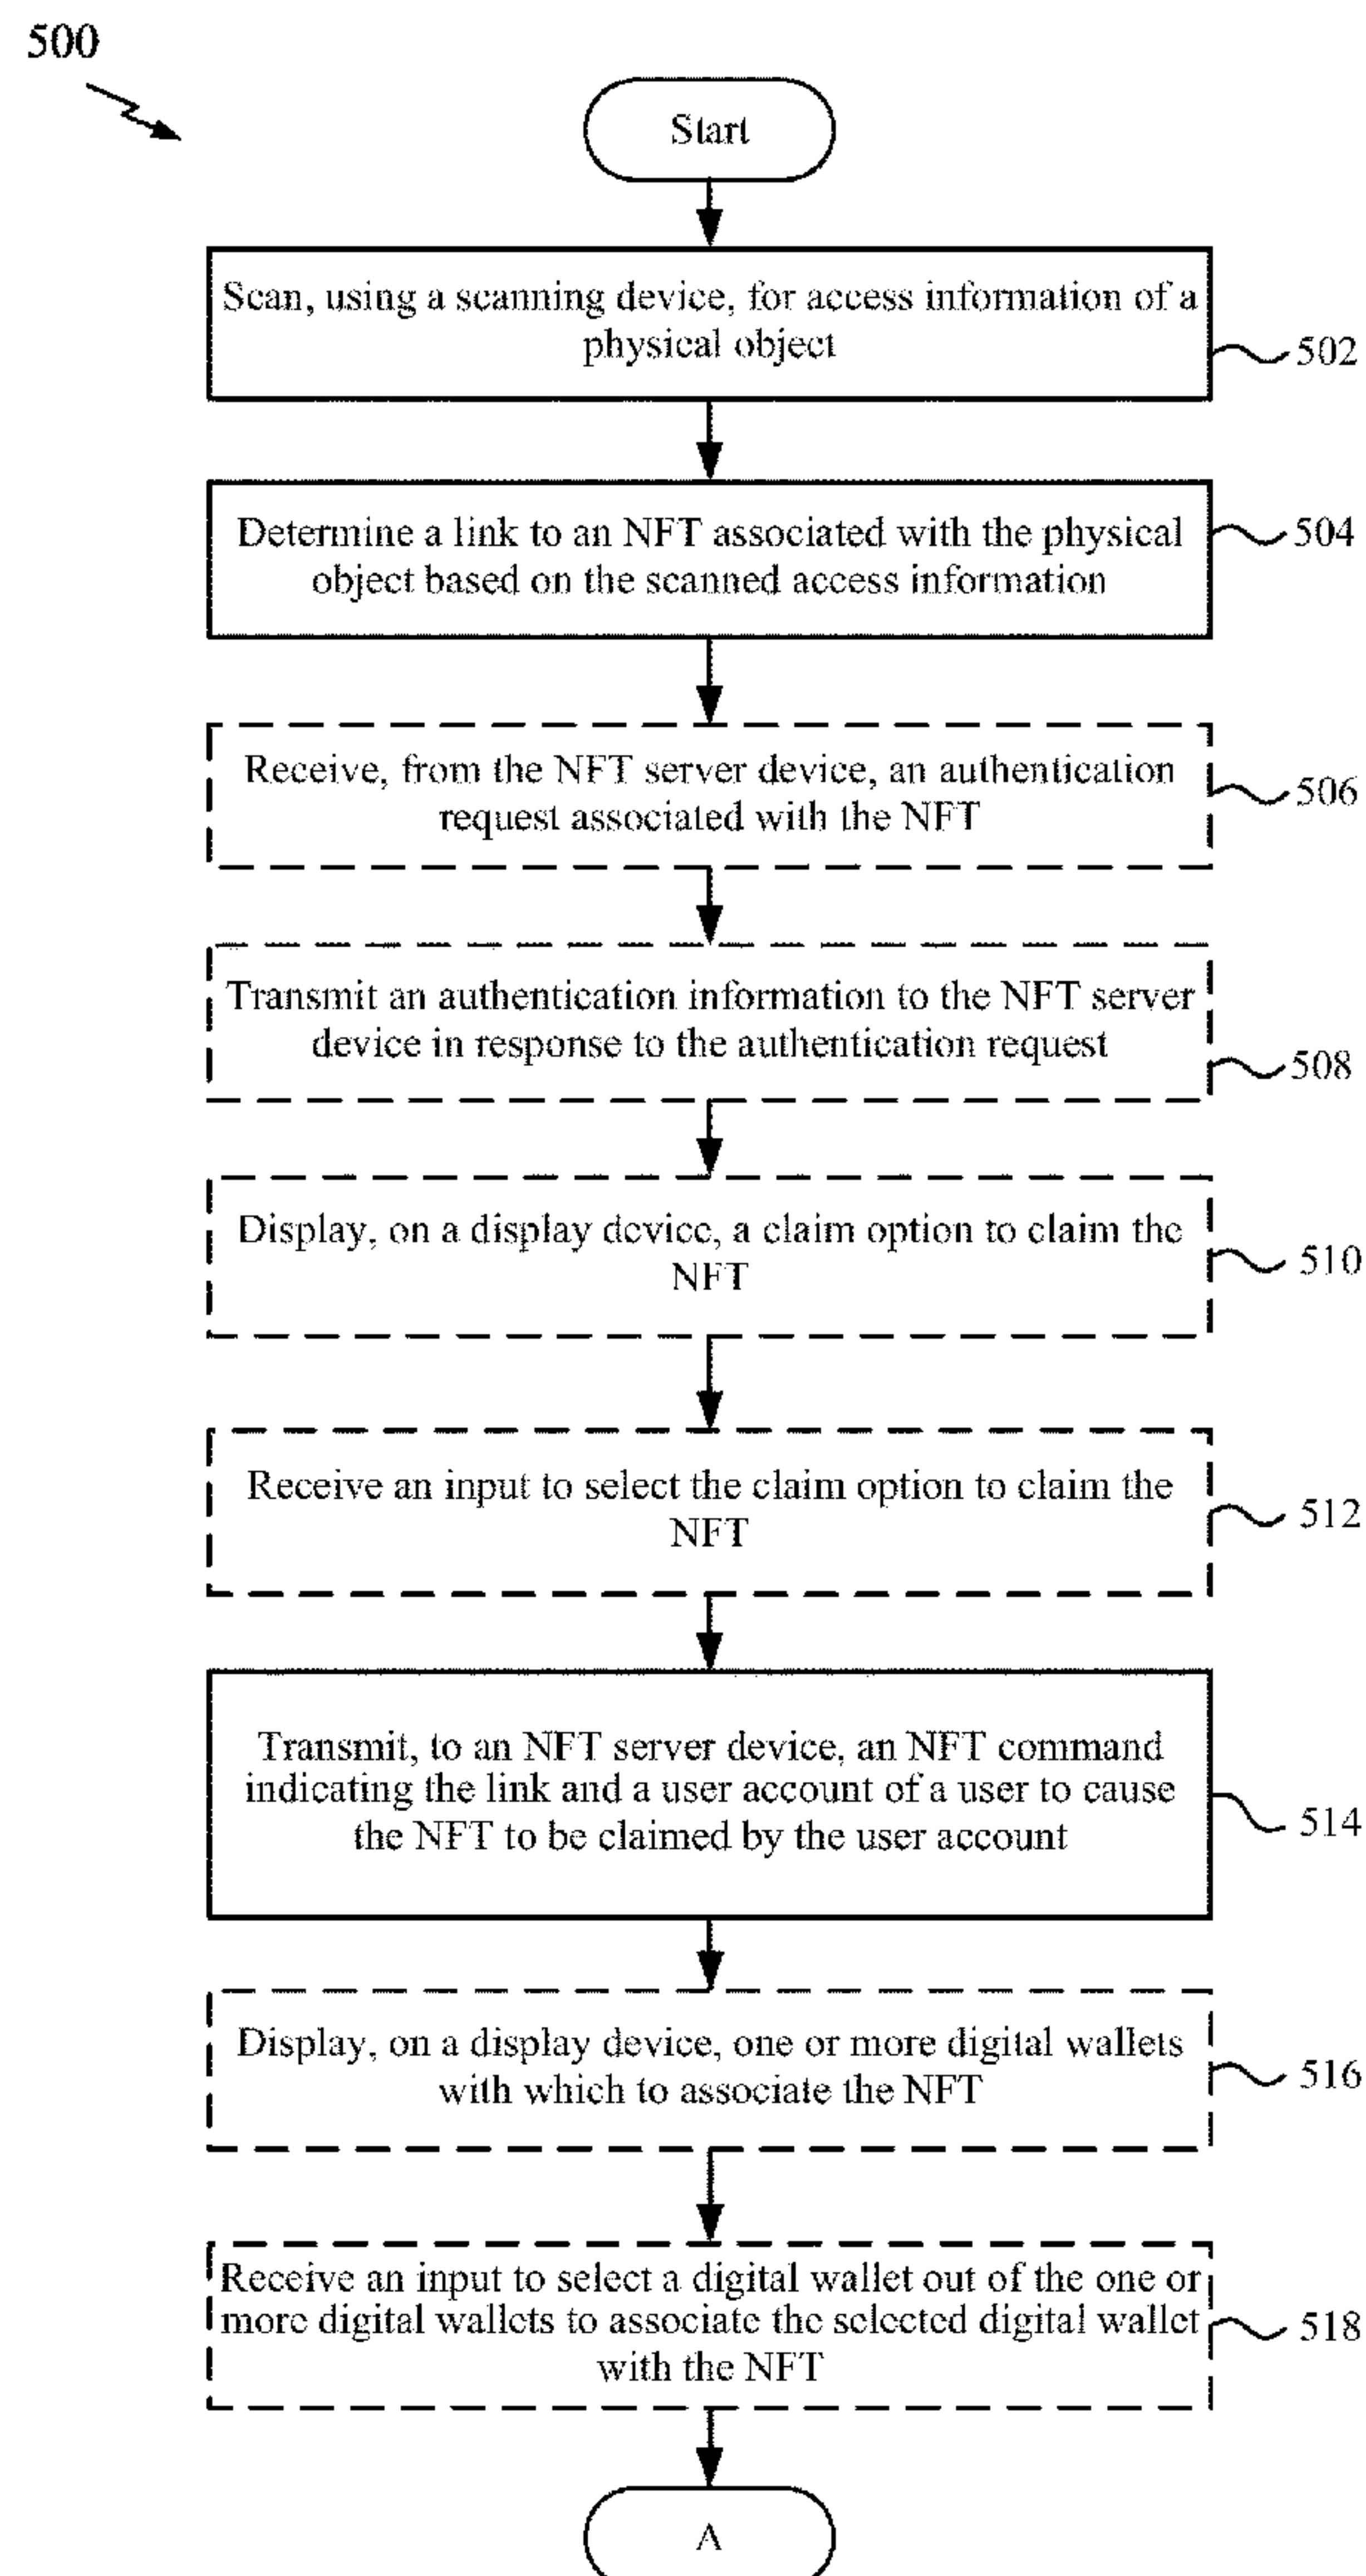 500
Start
Scan, using a scanning device, for access information of a
physical object
502
Determine a link to an NFT associated with the physical
object based on the scanned access information
504
Receive, from the NFT server device, an authentication
request associated with the NFT
506
Transmit an authentication information to the NFT server
device in response to the authentication request
508
Display, on a display device, a claim option to claim the
NFT
510
Receive an input to select the claim option to claim the
NFT
512
Transmit, to an NFT server device, an NFT command
indicating the link and a user account of a user to cause
the NFT to be claimed by the user account
514
Display, on a display device, one or more digital wallets
with which to associate the NFT
516
Receive an input to select a digital wallet out of the one or
more digital wallets to associate the selected digital wallet
with the NFT
518
A